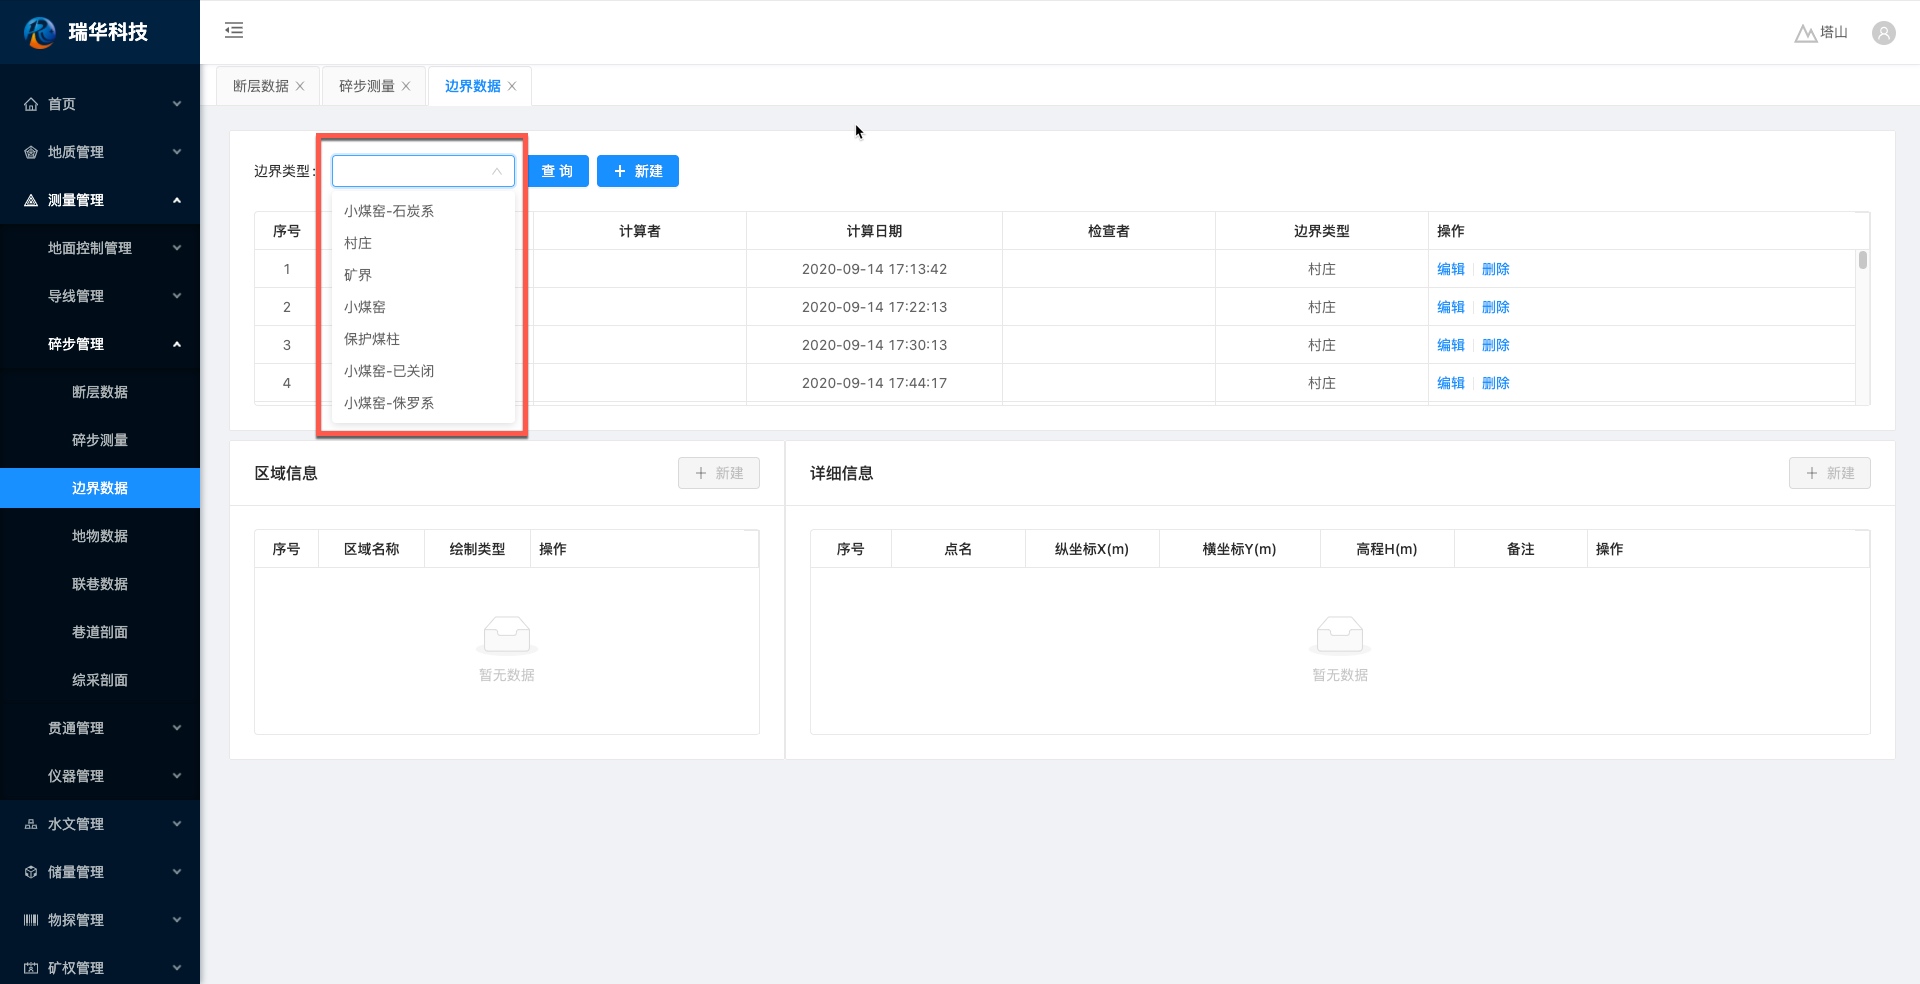 瑞华科技
塔山
首页
地质管理
测量管理
地面控制管理
导线管理
碎步管理
断层数据
碎步测量
边界数据
地物数据
联巷数据
巷道剖面
综采剖面
贯通管理
仪器管理
水文管理
储量管理
物探管理
矿权管理
断层数据 碎步测量 边界数据
边界类型: 查 询 + 新建
小煤窑-石炭系
村庄
矿界
小煤窑
保护煤柱
小煤窑-已关闭
小煤窑-侏罗系
序号 计算者 计算日期 检查者 边界类型 操作
1 2020-09-14 17:13:42 村庄 编辑 删除
2 2020-09-14 17:22:13 村庄 编辑 删除
3 2020-09-14 17:30:13 村庄 编辑 删除
4 2020-09-14 17:44:17 村庄 编辑 删除
区域信息 + 新建
序号 区域名称 绘制类型 操作
暂无数据
详细信息 + 新建
序号 点名 纵坐标X(m) 横坐标Y(m) 高程H(m) 备注 操作
暂无数据